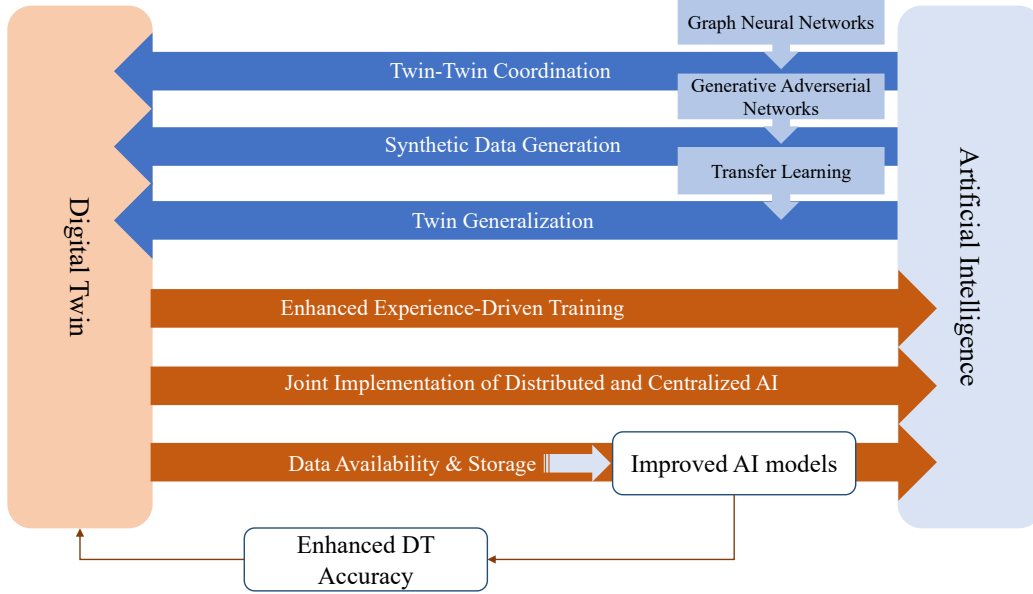 Graph Neural Networks
Twin-Twin Coordination
Generative Adverserial
Networks
Synthetic Data Generation
Transfer Learning
Twin Generalization
Digital Twin
Artificial Intelligence
Enhanced Experience-Driven Training
Joint Implementation of Distributed and Centralized AI
Data Availability & Storage
Improved AI models
Enhanced DT
Accuracy